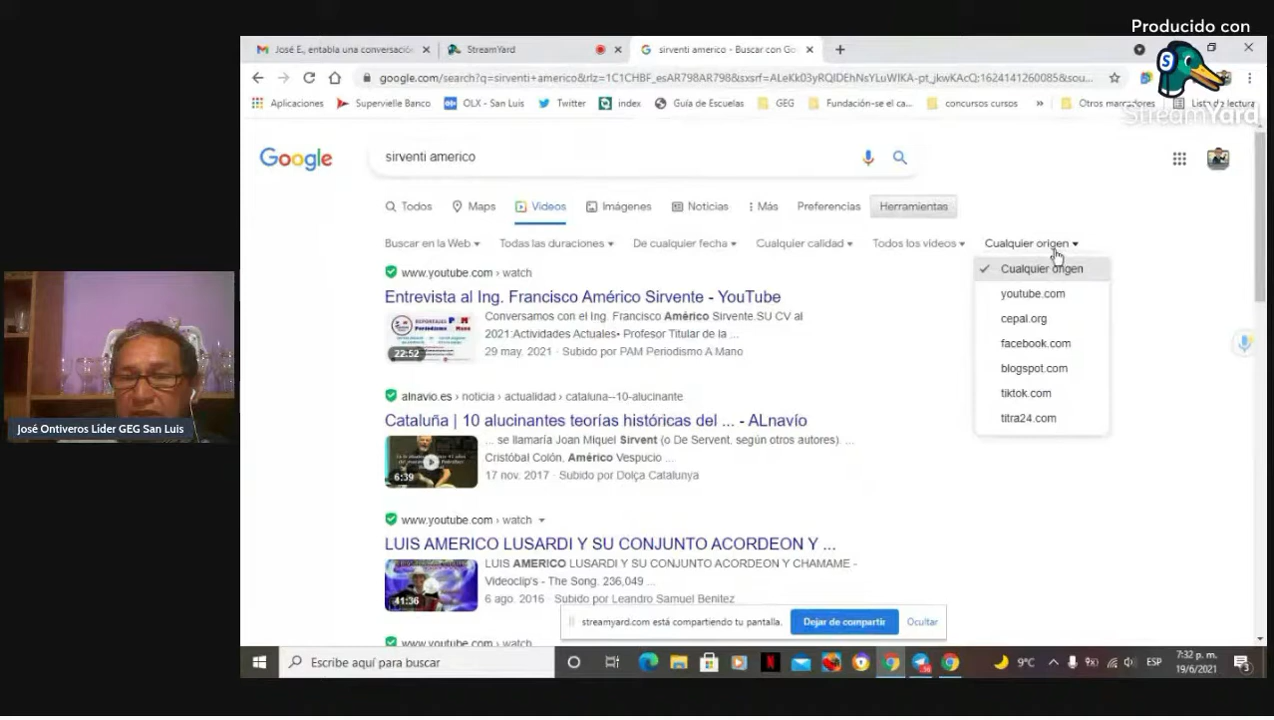 Producido con
StreamYard
José E., entabla una conversación
StreamYard
sirventi americo - Buscar con Go
google.com/search?q=sirventi+americo&rlz=1C1CHBF_esAR798AR798&sxsrf=ALeKk03yRQlDEhNsYLuWIKA-pt_jkwKAcQ:1624141260085&sou...
Aplicaciones
Supervielle Banco
OLX - San Luis
Twitter
index
Guía de Escuelas
GEG
Fundación-se el ca...
concursos cursos
»
Otros marcadores
Lista de lectura
Google
sirventi americo
Todos
Maps
Videos
Imágenes
Noticias
Más
Preferencias
Herramientas
Buscar en la Web
Todas las duraciones
De cualquier fecha
Cualquier calidad
Todos los videos
Cualquier origen
Cualquier origen
youtube.com
cepal.org
facebook.com
blogspot.com
tiktok.com
titra24.com
www.youtube.com › watch
Entrevista al Ing. Francisco Américo Sirvente - YouTube
Conversamos con el Ing. Francisco Américo Sirvente.SU CV al
2021:Actividades Actuales• Profesor Titular de la ...
29 may. 2021 · Subido por PAM Periodismo A Mano
22:52
alnavio.es › noticia › actualidad › cataluna--10-alucinante
Cataluña | 10 alucinantes teorías históricas del ... - ALnavío
... se llamaría Joan Miquel Sirvent (o De Servent, según otros autores). ...
Cristóbal Colón, Américo Vespucio ...
17 nov. 2017 · Subido por Dolça Catalunya
6:39
www.youtube.com › watch
LUIS AMERICO LUSARDI Y SU CONJUNTO ACORDEON Y ...
LUIS AMERICO LUSARDI Y SU CONJUNTO ACORDEON Y CHAMAME -
Videoclip's - The Song. 236,049 ...
6 ago. 2016 · Subido por Leandro Samuel Benitez
41:36
www.youtube.com › watch
streamyard.com está compartiendo tu pantalla.
Dejar de compartir
Ocultar
José Ontiveros Líder GEG San Luis
Escribe aquí para buscar
9°C
ESP
7:32 p. m.
19/6/2021